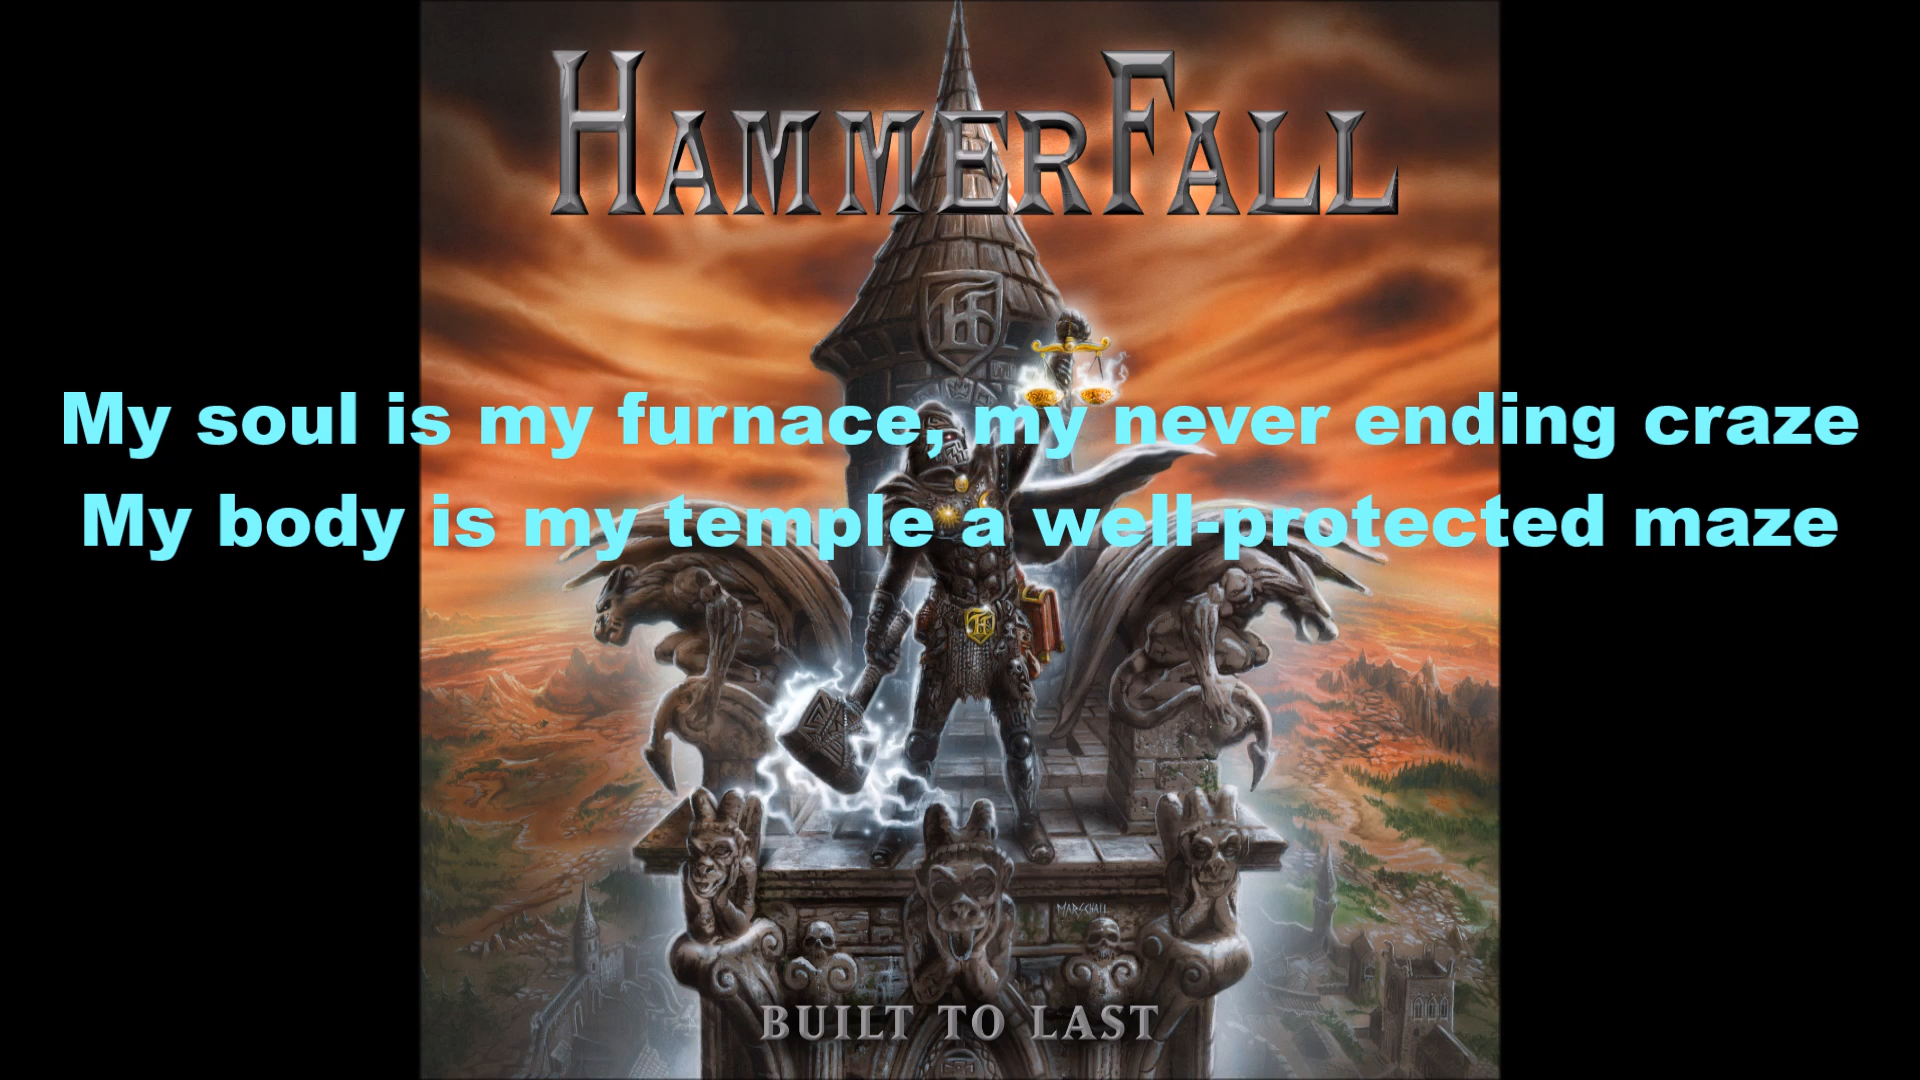 HAMMERFALL
My soul is my furnace, my never ending craze
My body is my temple a well-protected maze
MARSCHALL
BUILT TO LAST